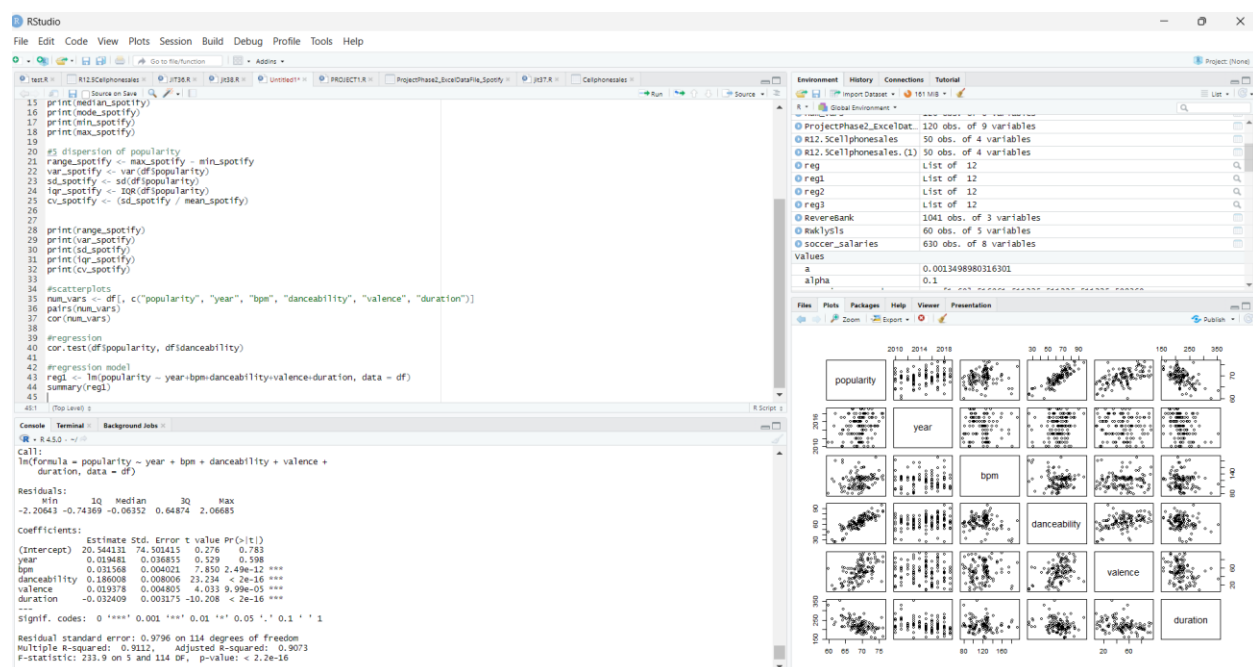 RStudio
File Edit Code View Plots Session Build Debug Profile Tools Help
Go to file/function Addins
test.R R12.5Cellphonesales JIT36.R jit38.R Untitled1* PROJECT1.R ProjectPhase2_ExcelDataFile_Spotify jit37.R Cellphonesales
Source on Save Run Source
15 print(median_spotify)
16 print(mode_spotify)
17 print(min_spotify)
18 print(max_spotify)
19
20 #5 dispersion of popularity
21 range_spotify <- max_spotify - min_spotify
22 var_spotify <- var(df$popularity)
23 sd_spotify <- sd(df$popularity)
24 iqr_spotify <- IQR(df$popularity)
25 cv_spotify <- (sd_spotify / mean_spotify)
26
27
28 print(range_spotify)
29 print(var_spotify)
30 print(sd_spotify)
31 print(iqr_spotify)
32 print(cv_spotify)
33
34 #scatterplots
35 num_vars <- df[, c("popularity", "year", "bpm", "danceability", "valence", "duration")]
36 pairs(num_vars)
37 cor(num_vars)
38
39 #regression
40 cor.test(df$popularity, df$danceability)
41
42 #regression model
43 reg1 <- lm(popularity ~ year+bpm+danceability+valence+duration, data = df)
44 summary(reg1)
45
45:1 (Top Level) R Script
Console Terminal Background Jobs
R - R 4.5.0 - ~/
Call:
lm(formula = popularity ~ year + bpm + danceability + valence +
duration, data = df)
Residuals:
Min 1Q Median 3Q Max
-2.20643 -0.74369 -0.06352 0.64874 2.06685
Coefficients:
Estimate Std. Error t value Pr(>|t|)
(Intercept) 20.544131 74.501415 0.276 0.783
year 0.019481 0.036855 0.529 0.598
bpm 0.031568 0.004021 7.850 2.49e-12 ***
danceability 0.186008 0.008006 23.234 < 2e-16 ***
valence 0.019378 0.004805 4.033 9.99e-05 ***
duration -0.032409 0.003175 -10.208 < 2e-16 ***
---
Signif. codes: 0 '***' 0.001 '**' 0.01 '*' 0.05 '.' 0.1 ' ' 1
Residual standard error: 0.9796 on 114 degrees of freedom
Multiple R-squared: 0.9112, Adjusted R-squared: 0.9073
F-statistic: 233.9 on 5 and 114 DF, p-value: < 2.2e-16
Project: (None)
Environment History Connections Tutorial
Import Dataset 161 MiB List
R Global Environment
ProjectPhase2_ExcelDat… 120 obs. of 9 variables
R12.5Cellphonesales 50 obs. of 4 variables
R12.5Cellphonesales.(1) 50 obs. of 4 variables
reg List of 12
reg1 List of 12
reg2 List of 12
reg3 List of 12
RevereBank 1041 obs. of 3 variables
RWklySls 60 obs. of 5 variables
soccer_salaries 630 obs. of 8 variables
Values
a 0.0013498980316301
alpha 0.1
Files Plots Packages Help Viewer Presentation
Zoom Export Publish
2010 2014 2018 30 50 70 90 150 250 350
popularity 60 70
2010 2016 year
bpm 80 140
30 60 90 danceability
valence 20 60
150 250 350 duration
60 65 70 75 80 120 160 20 60